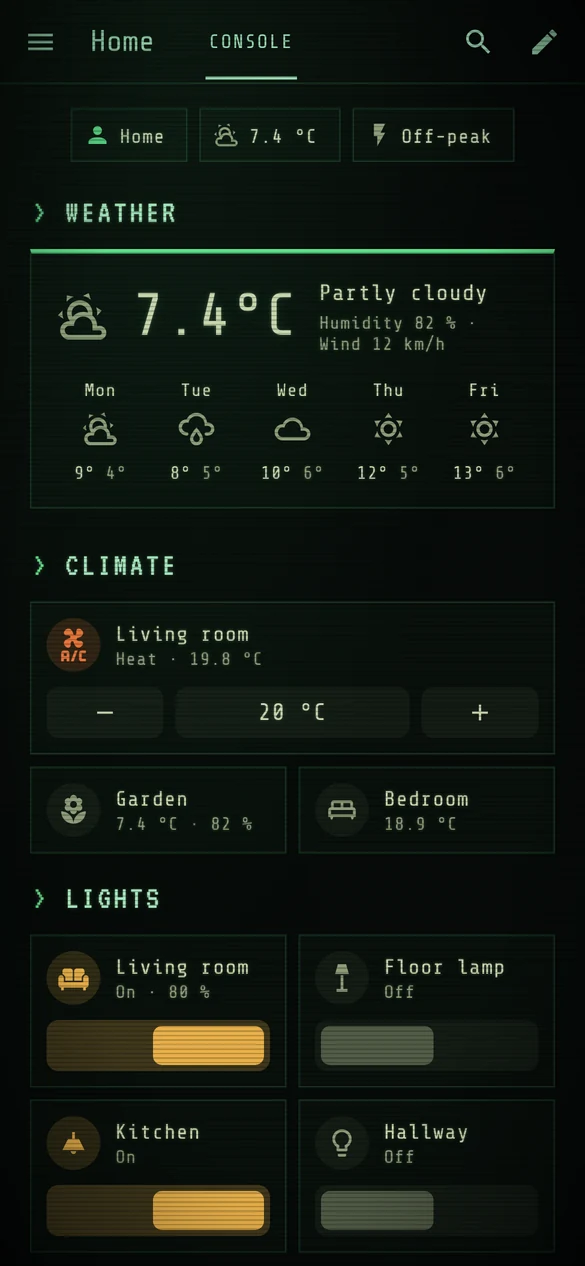 Home
CONSOLE
Home
7.4 °C
Off-peak
WEATHER
7.4°C
Partly cloudy
Humidity 82 % ·
Wind 12 km/h
Mon Tue Wed Thu Fri
9° 4° 8° 5° 10° 6° 12° 5° 13° 6°
CLIMATE
A/C
Living room
Heat · 19.8 °C
− 20 °C +
Garden
7.4 °C · 82 %
Bedroom
18.9 °C
LIGHTS
Living room
On · 80 %
Floor lamp
Off
Kitchen
On
Hallway
Off